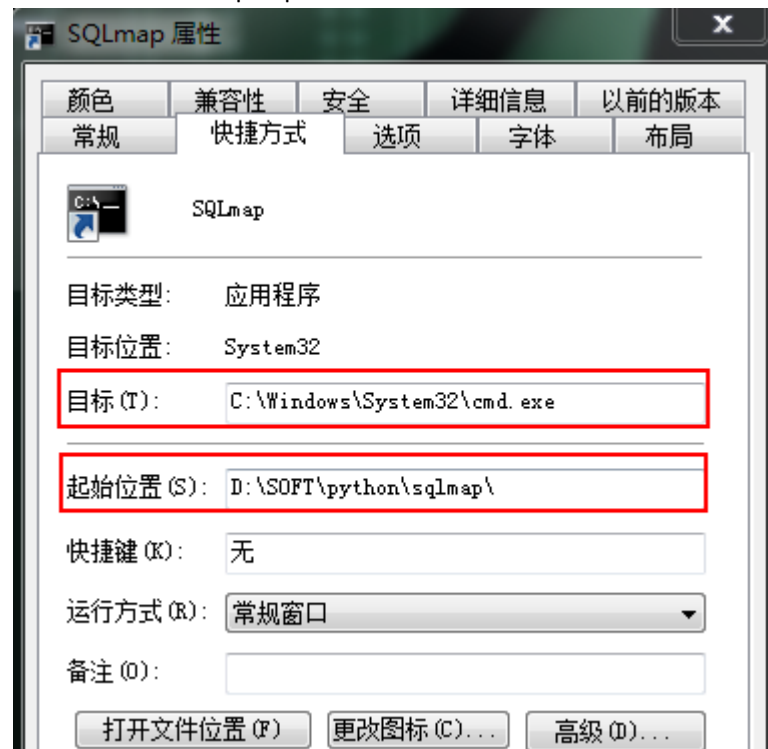 SQLmap 属性
颜色 兼容性 安全 详细信息 以前的版本
常规 快捷方式 选项 字体 布局
SQLmap
目标类型: 应用程序
目标位置: System32
目标(T): C:\Windows\System32\cmd.exe
起始位置(S): D:\SOFT\python\sqlmap\
快捷键(K): 无
运行方式(R): 常规窗口
备注(O):
打开文件位置(F) 更改图标(C)... 高级(D)...